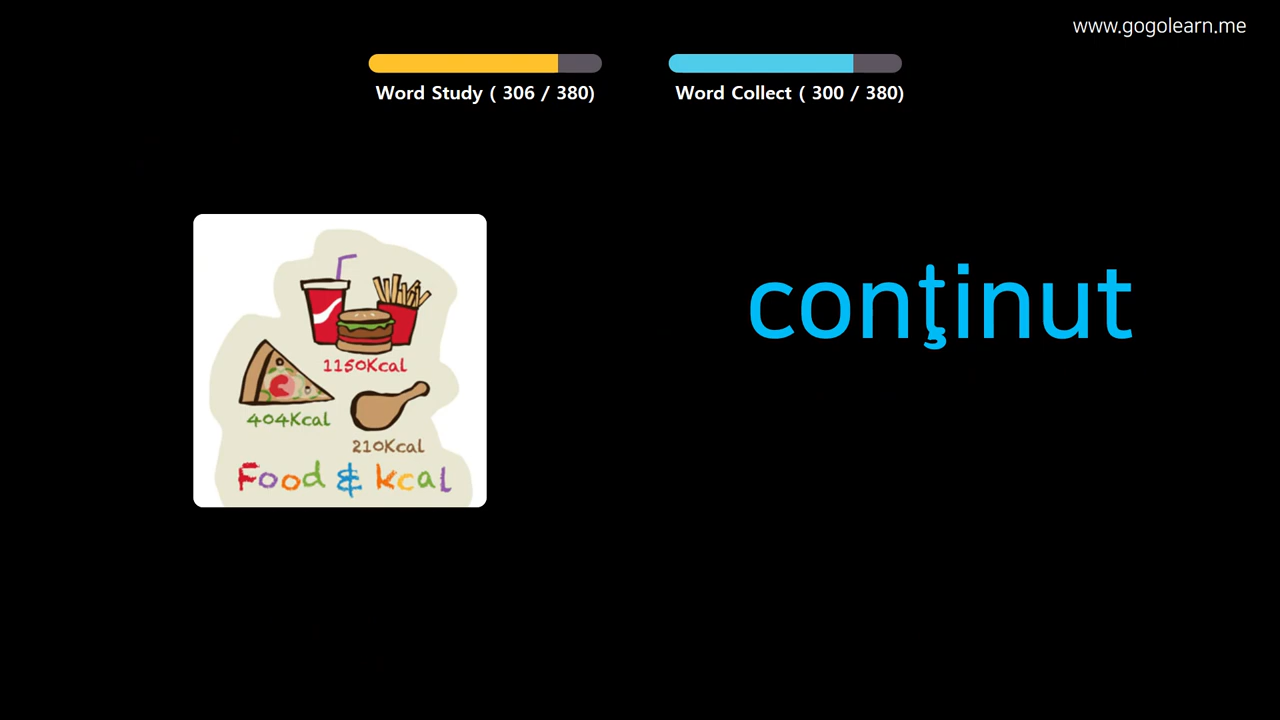 www.gogolearn.me
Word Study ( 306 / 380)
Word Collect ( 300 / 380)
conţinut
1150Kcal
404Kcal
210Kcal
Food & kcal